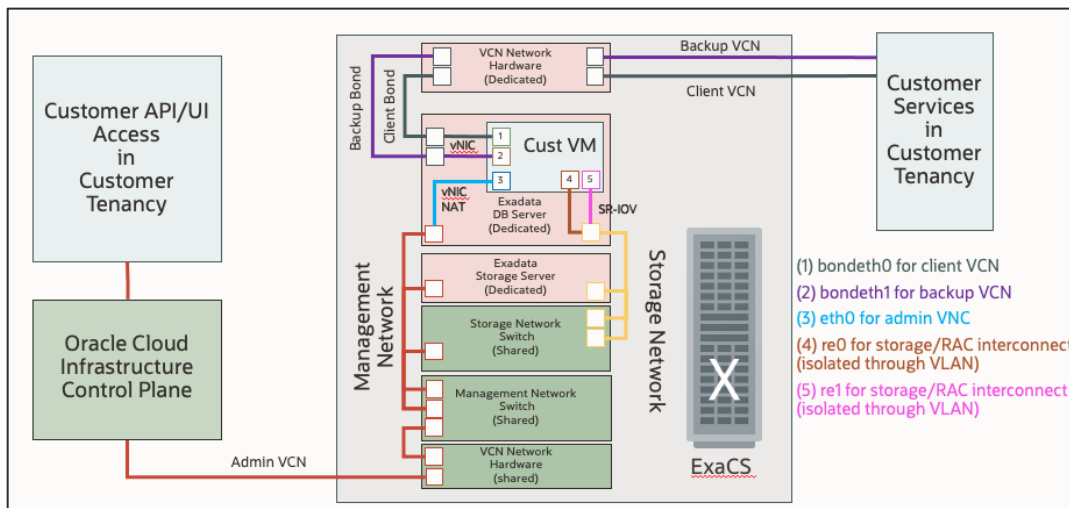 Customer API/UI
Access
in
Customer
Tenancy
Oracle Cloud
Infrastructure
Control Plane
Admin VCN
Backup Bond
Client Bond
VCN Network
Hardware
(Dedicated)
Backup VCN
Client VCN
Customer
Services in
Customer
Tenancy
vNIC
1
2
3
Cust VM
4
5
vNIC
NAT
SR-IOV
Exadata
DB Server
(Dedicated)
Management
Network
Exadata
Storage Server
(Dedicated)
Storage Network
Switch
(Shared)
Management Network
Switch
(Shared)
VCN Network
Hardware
(shared)
Storage Network
X
ExaCS
(1) bondeth0 for client VCN
(2) bondeth1 for backup VCN
(3) eth0 for admin VNC
(4) re0 for storage/RAC interconnect
(isolated through VLAN)
(5) re1 for storage/RAC interconnect
(isolated through VLAN)